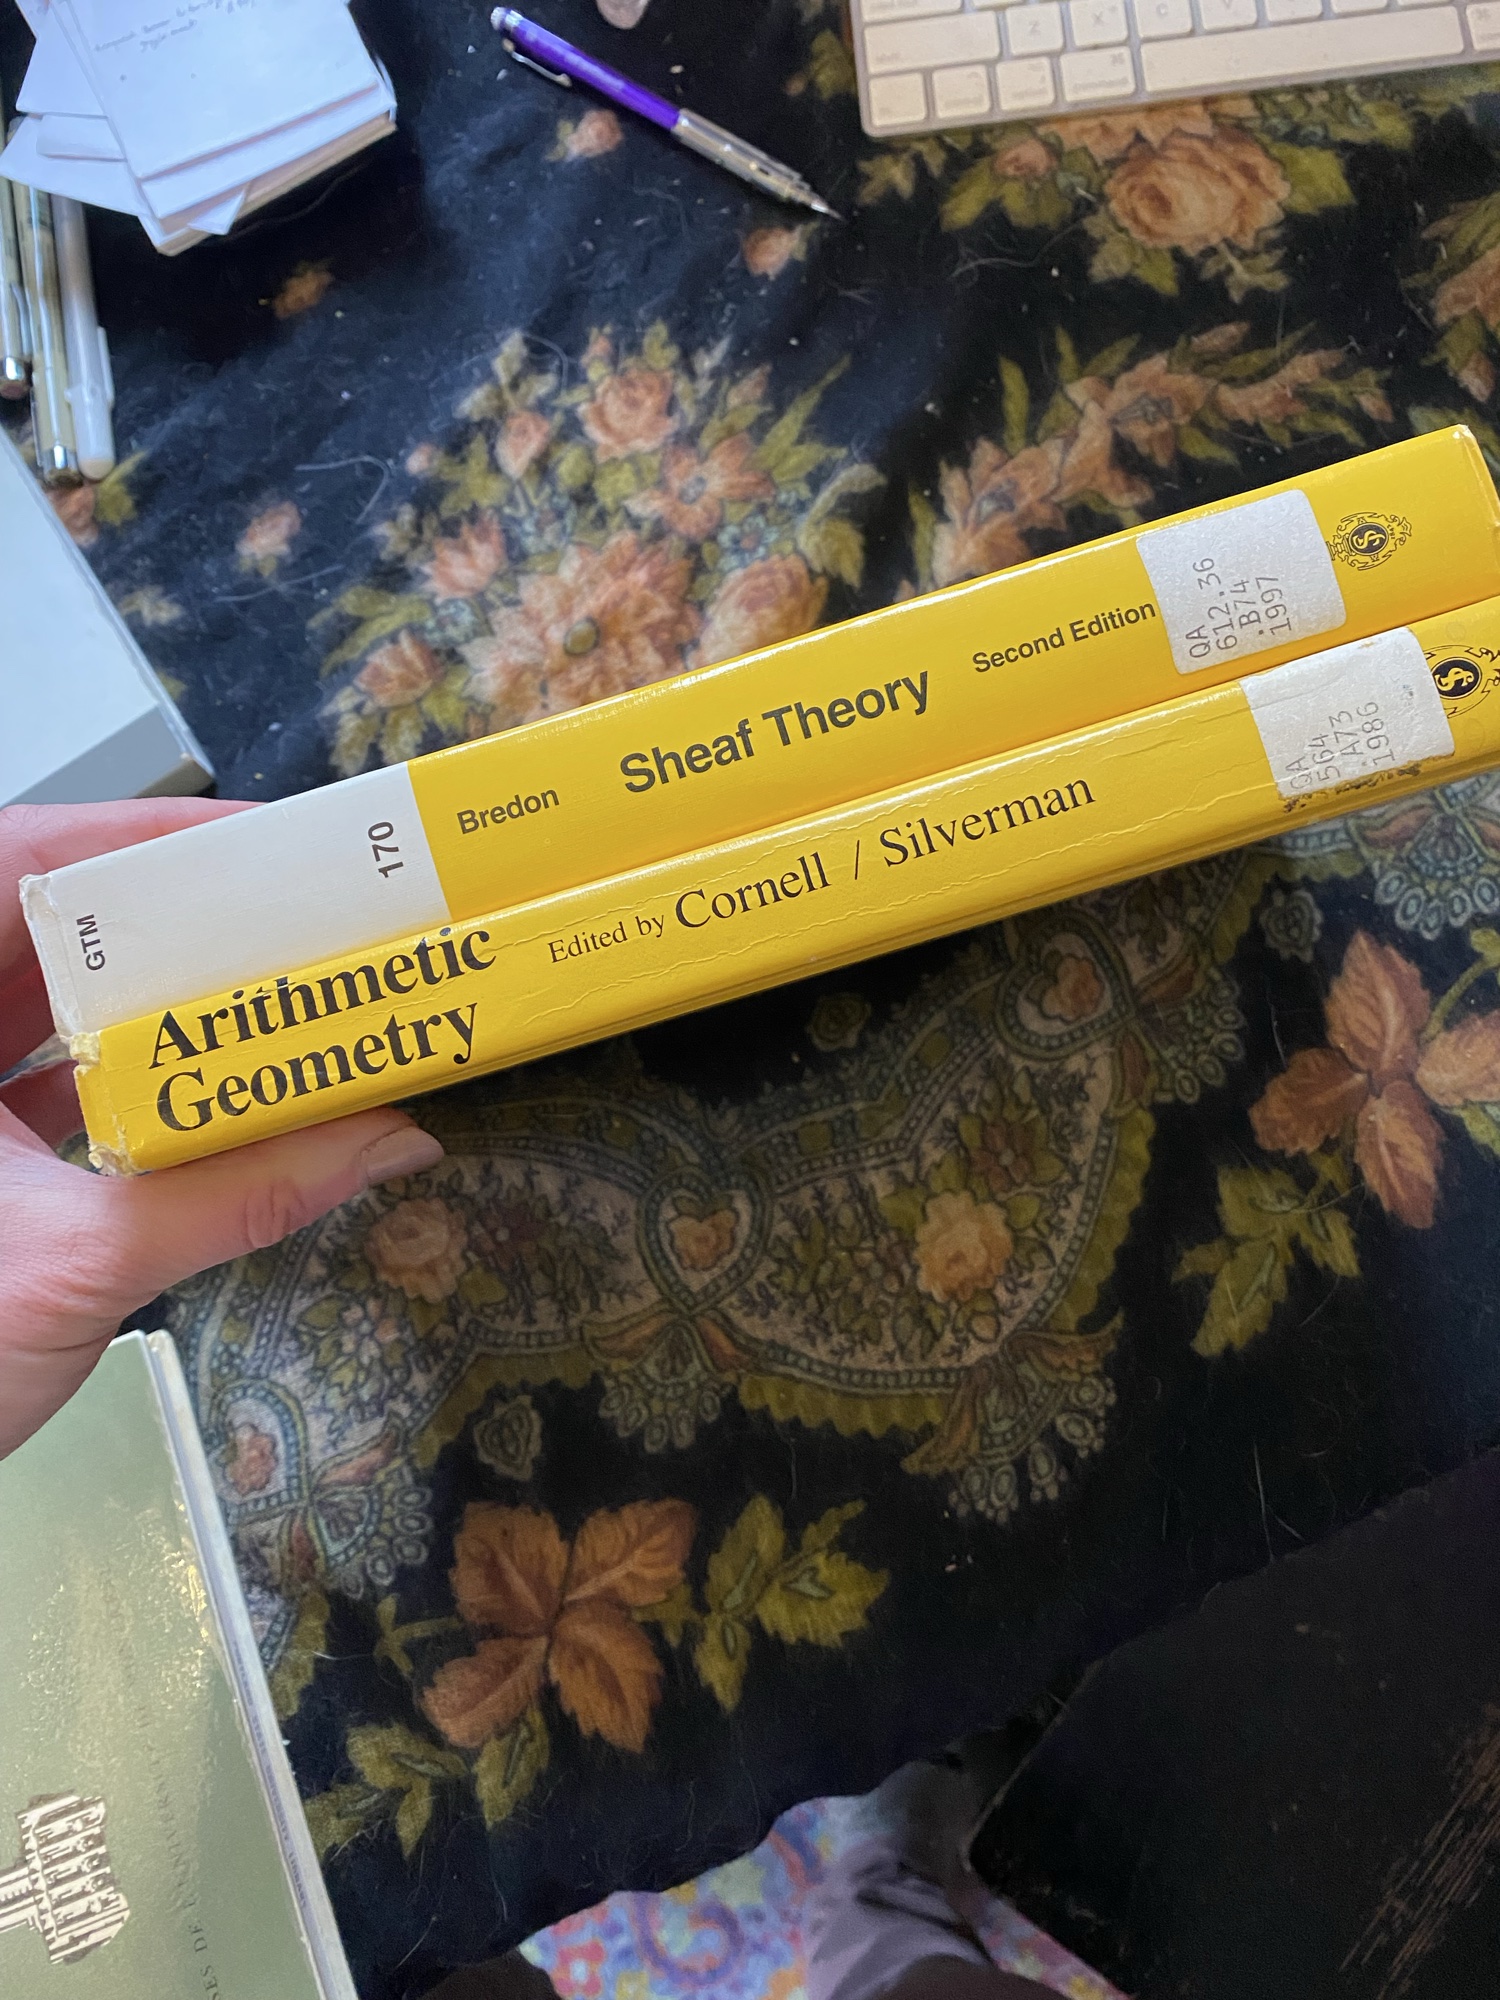 GTM
170
Bredon
Sheaf Theory
Second Edition
QA
612.36
.B74
1997
Arithmetic
Geometry
Edited by Cornell / Silverman
QA
564
.A73
1986
Z
X
C